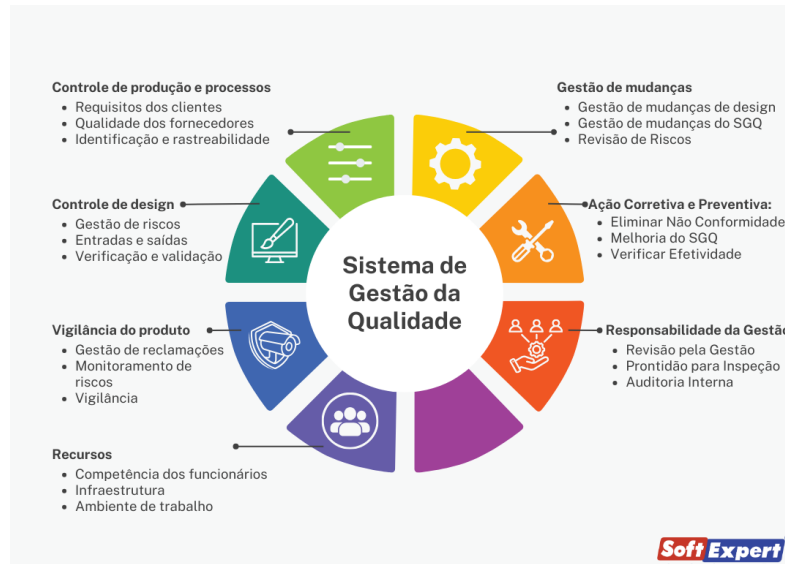 Controle de produção e processos
Requisitos dos clientes
Qualidade dos fornecedores
Identificação e rastreabilidade
Controle de design
Gestão de riscos
Entradas e saídas
Verificação e validação
Vigilância do produto
Gestão de reclamações
Monitoramento de
riscos
Vigilância
Recursos
Competência dos funcionários
Infraestrutura
Ambiente de trabalho
Sistema de
Gestão da
Qualidade
Gestão de mudanças
Gestão de mudanças de design
Gestão de mudanças do SGQ
Revisão de Riscos
Ação Corretiva e Preventiva:
Eliminar Não Conformidade
Melhoria do SGQ
Verificar Efetividade
Responsabilidade da Gestão
Revisão pela Gestão
Prontidão para Inspeção
Auditoria Interna
SoftExpert